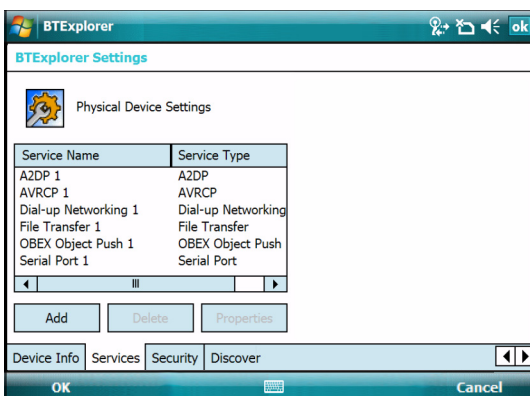 BTExplorer ok
BTExplorer Settings
Physical Device Settings
Service Name Service Type
A2DP 1 A2DP
AVRCP 1 AVRCP
Dial-up Networking 1 Dial-up Networking
File Transfer 1 File Transfer
OBEX Object Push 1 OBEX Object Push
Serial Port 1 Serial Port
Add Delete Properties
Device Info Services Security Discover
OK Cancel